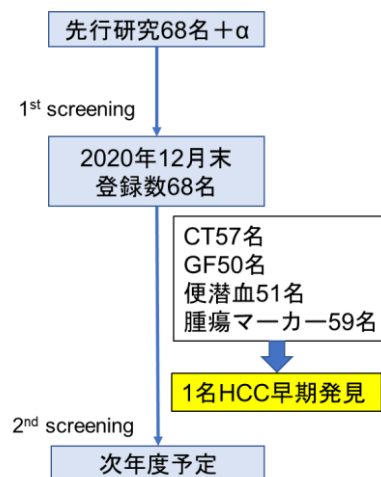 先行研究68名＋α
1st screening
2020年12月末
登録数68名
CT57名
GF50名
便潜血51名
腫瘍マーカー59名
1名HCC早期発見
2nd screening
次年度予定